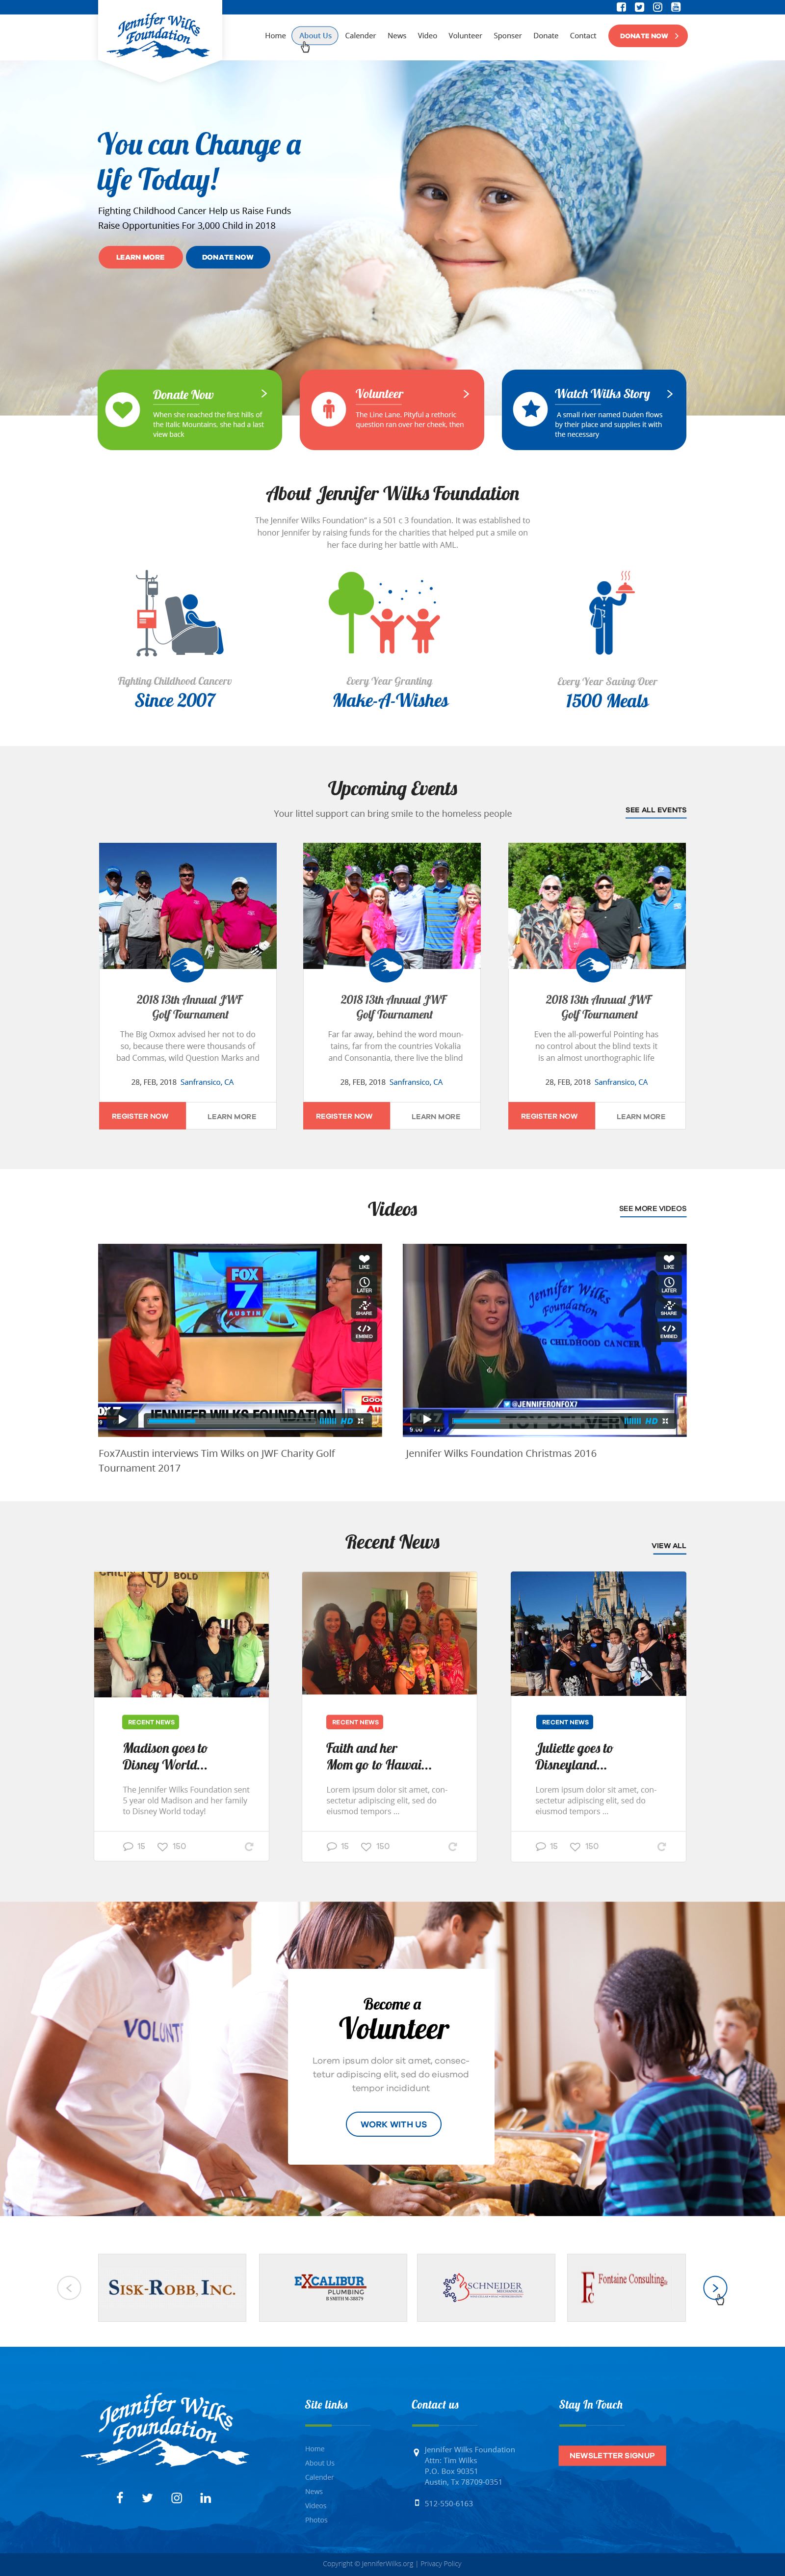 Jennifer Wilks
Foundation
Home About Us Calender News Video Volunteer Sponser Donate Contact DONATE NOW
You can Change a
life Today!
Fighting Childhood Cancer Help us Raise Funds
Raise Opportunities For 3,000 Child in 2018
LEARN MORE DONATE NOW
Donate Now
When she reached the first hills of
the Italic Mountains, she had a last
view back
Volunteer
The Line Lane. Pityful a rethoric
question ran over her cheek, then
Watch Wilks Story
A small river named Duden flows
by their place and supplies it with
the necessary
About Jennifer Wilks Foundation
The Jennifer Wilks Foundation" is a 501 c 3 foundation. It was established to
honor Jennifer by raising funds for the charities that helped put a smile on
her face during her battle with AML.
Fighting Childhood Cancerv
Since 2007
Every Year Granting
Make-A-Wishes
Every Year Saving Over
1500 Meals
Upcoming Events
Your littel support can bring smile to the homeless people
SEE ALL EVENTS
2018 13th Annual JWF
Golf Tournament
The Big Oxmox advised her not to do
so, because there were thousands of
bad Commas, wild Question Marks and
28, FEB, 2018 Sanfransico, CA
REGISTER NOW LEARN MORE
2018 13th Annual JWF
Golf Tournament
Far far away, behind the word moun-
tains, far from the countries Vokalia
and Consonantia, there live the blind
28, FEB, 2018 Sanfransico, CA
REGISTER NOW LEARN MORE
2018 13th Annual JWF
Golf Tournament
Even the all-powerful Pointing has
no control about the blind texts it
is an almost unorthographic life
28, FEB, 2018 Sanfransico, CA
REGISTER NOW LEARN MORE
Videos
SEE MORE VIDEOS
FOX
7
AUSTIN
LIKE
LATER
SHARE
EMBED
JENNIFER WILKS FOUNDATION
HD
Fox7Austin interviews Tim Wilks on JWF Charity Golf
Tournament 2017
Jennifer Wilks
Foundation
G CHILDHOOD CANCER
LIKE
LATER
SHARE
EMBED
@JENNIFERONFOX7
TOY DELIVERY
HD
Jennifer Wilks Foundation Christmas 2016
Recent News
VIEW ALL
BOLD
RECENT NEWS
Madison goes to
Disney World...
The Jennifer Wilks Foundation sent
5 year old Madison and her family
to Disney World today!
15 150
RECENT NEWS
Faith and her
Mom go to Hawai...
Lorem ipsum dolor sit amet, con-
sectetur adipiscing elit, sed do
eiusmod tempors ...
15 150
RECENT NEWS
Juliette goes to
Disneyland...
Lorem ipsum dolor sit amet, con-
sectetur adipiscing elit, sed do
eiusmod tempors ...
15 150
VOLUNT
Become a
Volunteer
Lorem ipsum dolor sit amet, consec-
tetur adipiscing elit, sed do eiusmod
tempor incididunt
WORK WITH US
SISK-ROBB, INC.
EXCALIBUR
PLUMBING
R SMITH M-38879
SCHNEIDER
Fc Fontaine Consulting
Jennifer Wilks
Foundation
Site links
Home
About Us
Calender
News
Videos
Photos
Contact us
Jennifer Wilks Foundation
Attn: Tim Wilks
P.O. Box 90351
Austin, Tx 78709-0351
512-550-6163
Stay In Touch
NEWSLETTER SIGNUP
Copyright © JenniferWilks.org | Privacy Policy